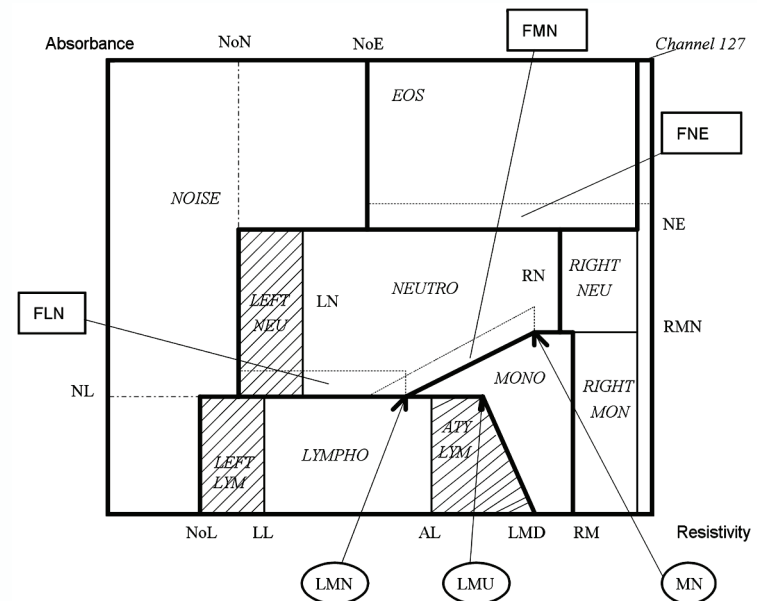 FMN
Absorbance
NoN
NoE
Channel 127
EOS
FNE
NOISE
NE
RIGHT
NEU
RN
NEUTRO
LN
LEFT
NEU
FLN
RMN
MONO
NL
RIGHT
MON
ATY
LYM
LYMPHO
LEFT
LYM
NoL
LL
AL
LMD
RM
Resistivity
LMN
LMU
MN